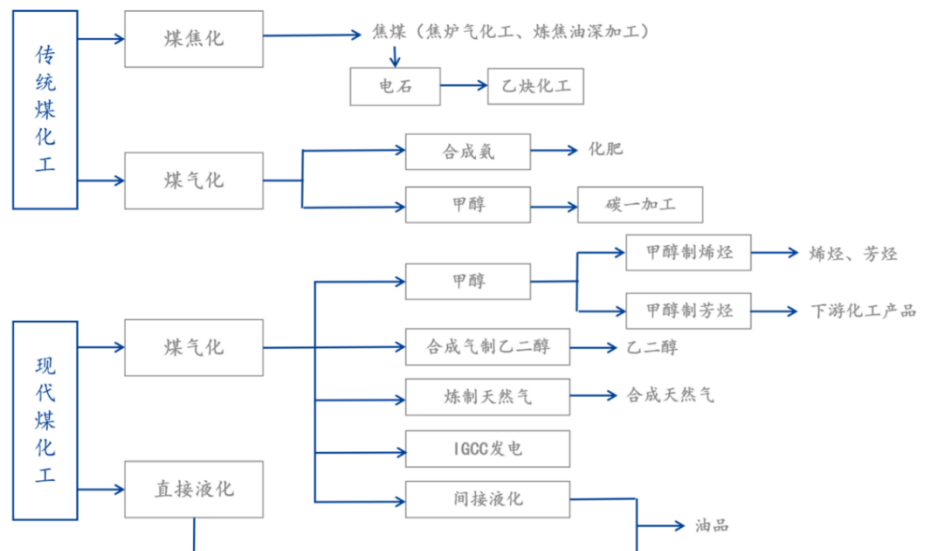 传统煤化工
煤焦化
焦煤（焦炉气化工、炼焦油深加工）
电石
乙炔化工
煤气化
合成氨
化肥
甲醇
碳一加工
现代煤化工
煤气化
甲醇
甲醇制烯烃
烯烃、芳烃
甲醇制芳烃
下游化工产品
合成气制乙二醇
乙二醇
炼制天然气
合成天然气
IGCC发电
直接液化
间接液化
油品